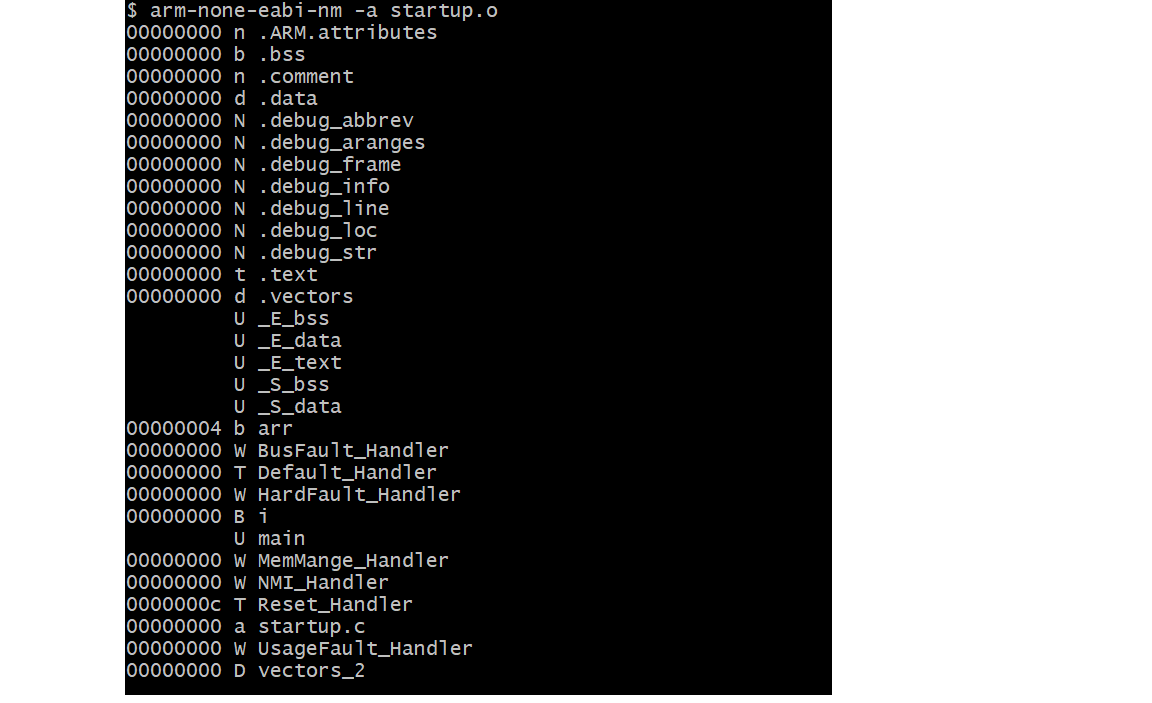 $ arm-none-eabi-nm -a startup.o
00000000 n .ARM.attributes
00000000 b .bss
00000000 n .comment
00000000 d .data
00000000 N .debug_abbrev
00000000 N .debug_aranges
00000000 N .debug_frame
00000000 N .debug_info
00000000 N .debug_line
00000000 N .debug_loc
00000000 N .debug_str
00000000 t .text
00000000 d .vectors
         U _E_bss
         U _E_data
         U _E_text
         U _S_bss
         U _S_data
00000004 b arr
00000000 W BusFault_Handler
00000000 T Default_Handler
00000000 W HardFault_Handler
00000000 B i
         U main
00000000 W MemMange_Handler
00000000 W NMI_Handler
0000000c T Reset_Handler
00000000 a startup.c
00000000 W UsageFault_Handler
00000000 D vectors_2